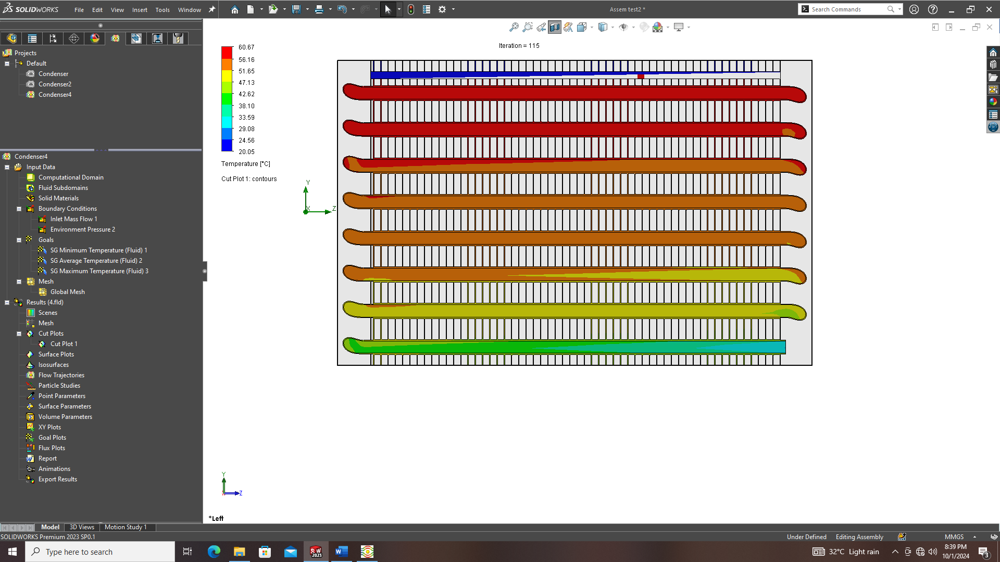 SOLIDWORKS File Edit View Insert Tools Window
Assem test2 *
Search Commands
Projects
Default
Condenser
Condenser2
Condenser4
Condenser4
Input Data
Computational Domain
Fluid Subdomains
Solid Materials
Boundary Conditions
Inlet Mass Flow 1
Environment Pressure 2
Goals
SG Minimum Temperature (Fluid) 1
SG Average Temperature (Fluid) 2
SG Maximum Temperature (Fluid) 3
Mesh
Global Mesh
Results (4.fld)
Scenes
Mesh
Cut Plots
Cut Plot 1
Surface Plots
Isosurfaces
Flow Trajectories
Particle Studies
Point Parameters
Surface Parameters
Volume Parameters
XY Plots
Goal Plots
Flux Plots
Report
Animations
Export Results
Iteration = 115
60.67
56.16
51.65
47.13
42.62
38.10
33.59
29.08
24.56
20.05
Temperature [°C]
Cut Plot 1: contours
Y
X
Z
Y
Z
*Left
Model 3D Views Motion Study 1
SOLIDWORKS Premium 2023 SP0.1
Under Defined Editing Assembly MMGS
Type here to search
SW
2023
32°C Light rain
8:39 PM
10/1/2024
3